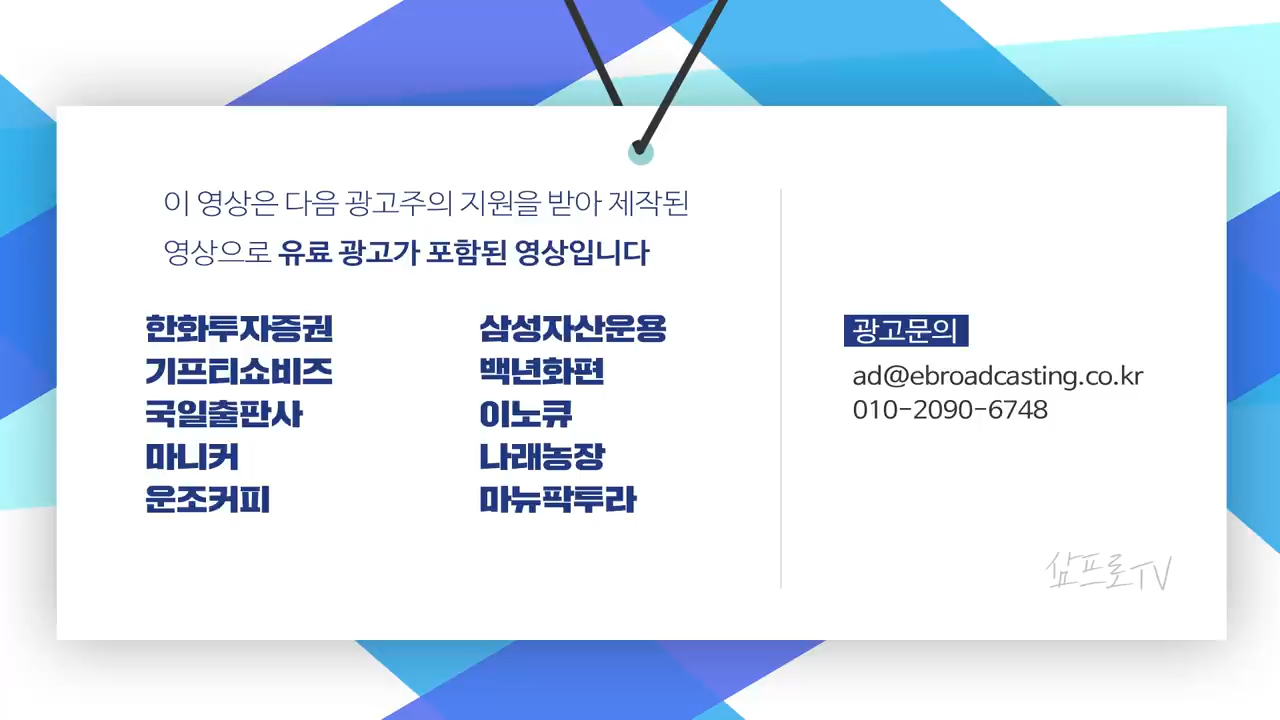 이 영상은 다음 광고주의 지원을 받아 제작된
영상으로 유료 광고가 포함된 영상입니다
한화투자증권
기프티쇼비즈
국일출판사
마니커
운조커피
삼성자산운용
백년화편
이노큐
나래농장
마뉴팍투라
광고문의
ad@ebroadcasting.co.kr
010-2090-6748
삼프로TV